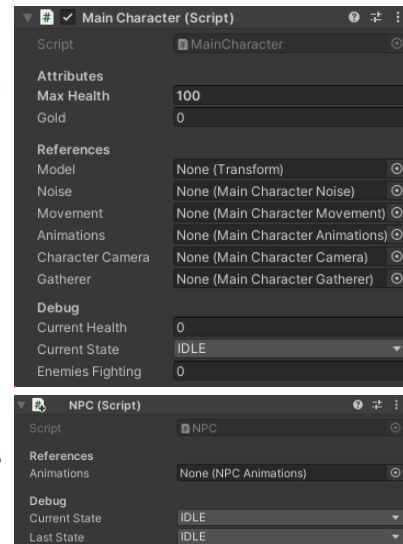 Main Character (Script)
Script MainCharacter
Attributes
Max Health 100
Gold 0
References
Model None (Transform)
Noise None (Main Character Noise)
Movement None (Main Character Movement)
Animations None (Main Character Animations)
Character Camera None (Main Character Camera)
Gatherer None (Main Character Gatherer)
Debug
Current Health 0
Current State IDLE
Enemies Fighting 0
NPC (Script)
Script NPC
References
Animations None (NPC Animations)
Debug
Current State IDLE
Last State IDLE